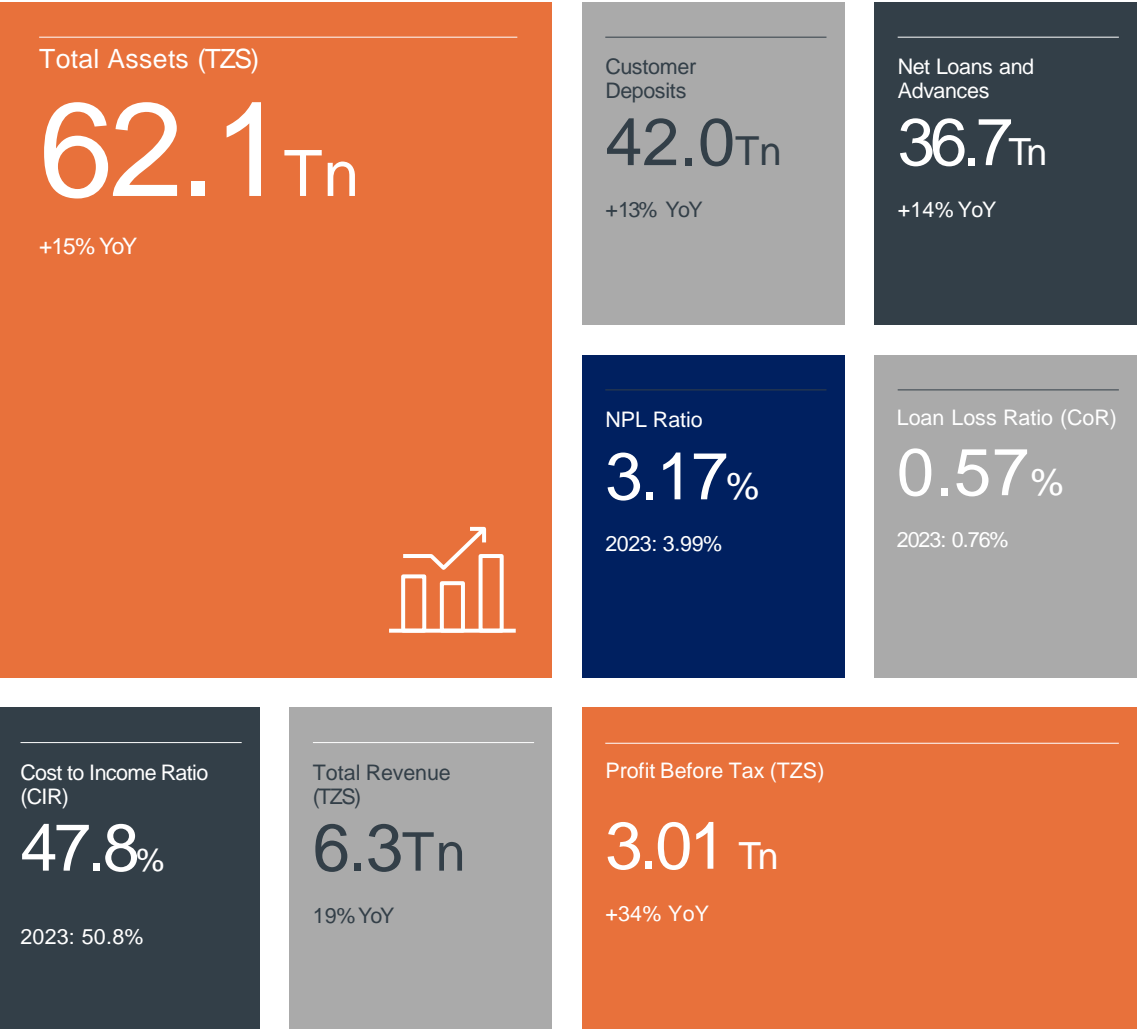 Total Assets (TZS)
62.1Tn
+15% YoY
Customer
Deposits
42.0Tn
+13% YoY
Net Loans and
Advances
36.7Tn
+14% YoY
NPL Ratio
3.17%
2023: 3.99%
Loan Loss Ratio (CoR)
0.57%
2023: 0.76%
Cost to Income Ratio
(CIR)
47.8%
2023: 50.8%
Total Revenue
(TZS)
6.3Tn
19% YoY
Profit Before Tax (TZS)
3.01 Tn
+34% YoY